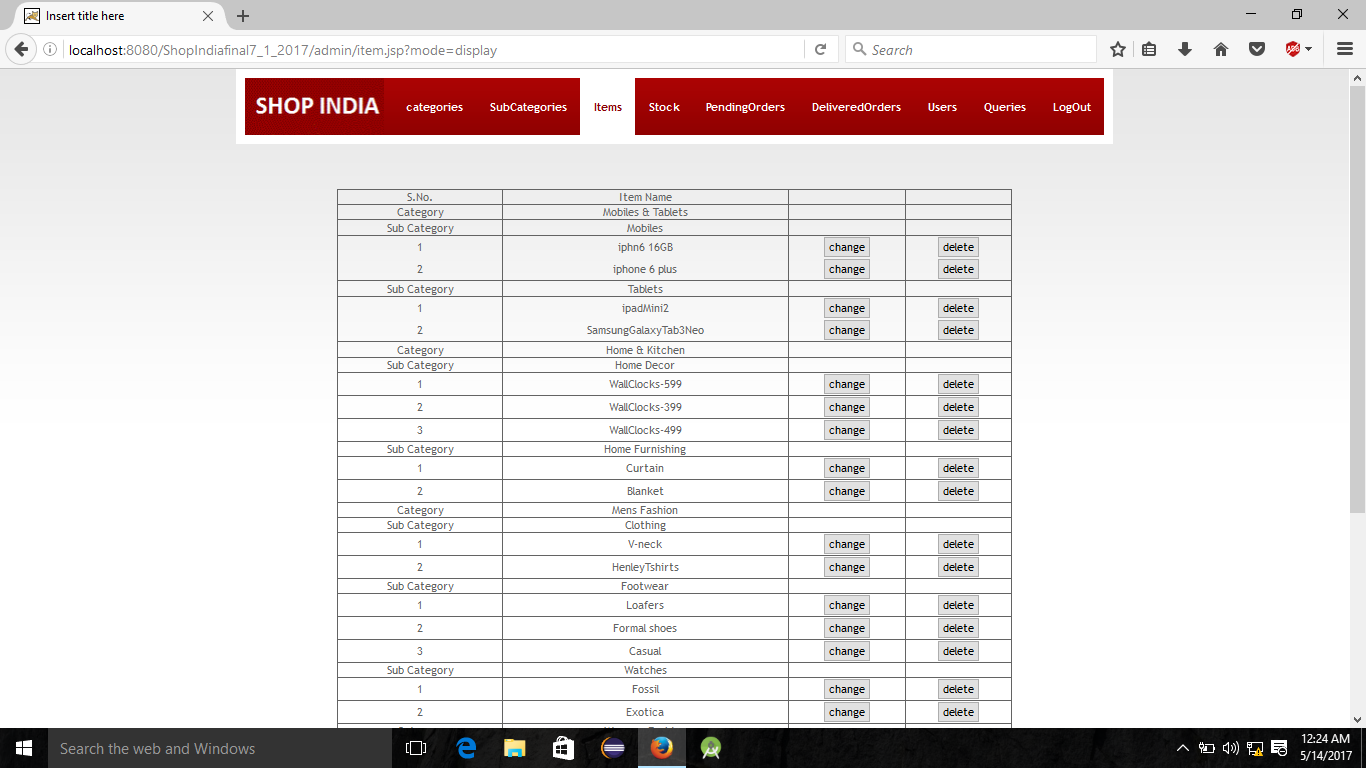 Insert title here
localhost:8080/ShopIndiafinal7_1_2017/admin/item.jsp?mode=display
Search
ABP
SHOP INDIA categories SubCategories Items Stock PendingOrders DeliveredOrders Users Queries LogOut
S.No. Item Name
Category Mobiles & Tablets
Sub Category Mobiles
1 iphn6 16GB change delete
2 iphone 6 plus change delete
Sub Category Tablets
1 ipadMini2 change delete
2 SamsungGalaxyTab3Neo change delete
Category Home & Kitchen
Sub Category Home Decor
1 WallClocks-599 change delete
2 WallClocks-399 change delete
3 WallClocks-499 change delete
Sub Category Home Furnishing
1 Curtain change delete
2 Blanket change delete
Category Mens Fashion
Sub Category Clothing
1 V-neck change delete
2 HenleyTshirts change delete
Sub Category Footwear
1 Loafers change delete
2 Formal shoes change delete
3 Casual change delete
Sub Category Watches
1 Fossil change delete
2 Exotica change delete
Search the web and Windows
12:24 AM
5/14/2017